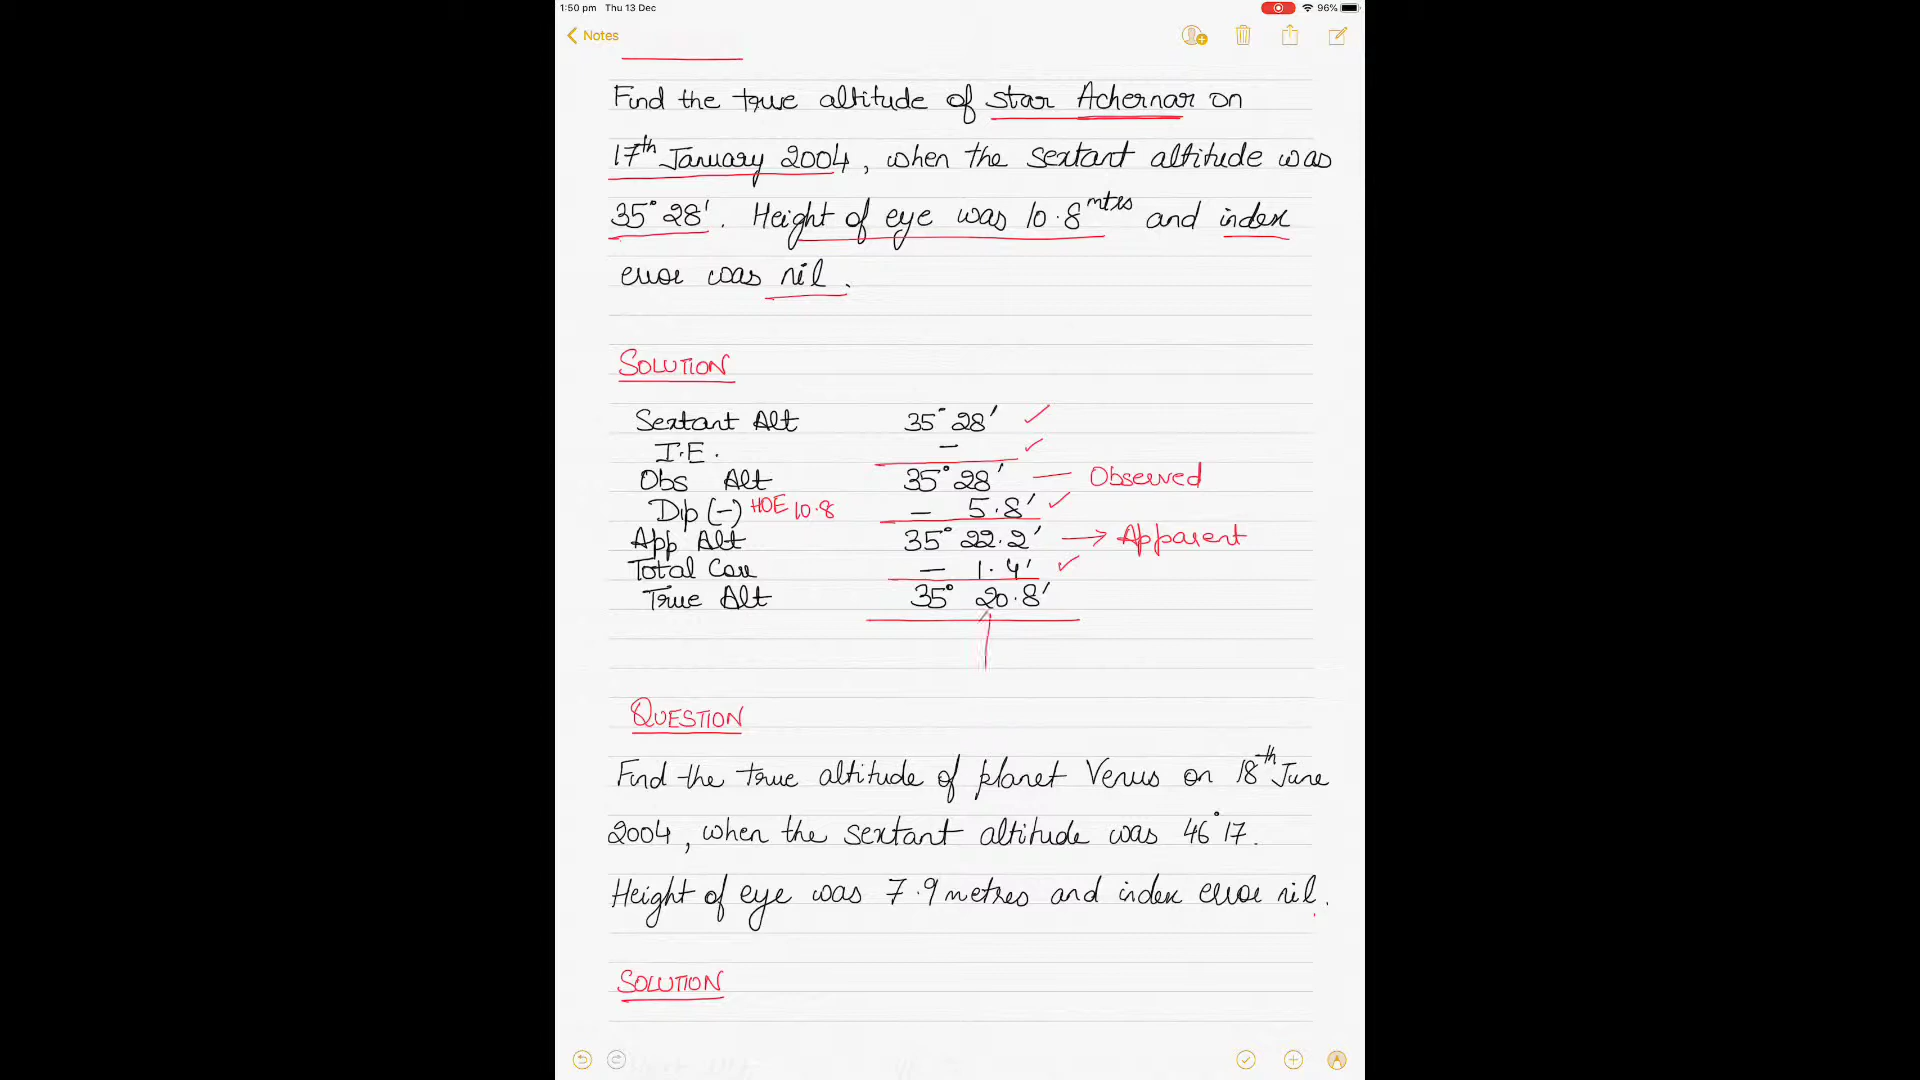 1:50 pm Thu 13 Dec 96%
Notes
Find the true altitude of star Achernar on
17th January 2004, when the sextant altitude was
35° 28'. Height of eye was 10.8 mtrs and index
error was nil.
SOLUTION
Sextant Alt 35° 28'
I.E. –
Obs Alt 35° 28' — Observed
Dip (-) HOE 10.8 – 5.8'
App Alt 35° 22.2' → Apparent
Total Corr – 1.4'
True Alt 35° 20.8'
QUESTION
Find the true altitude of planet Venus on 18th June
2004, when the sextant altitude was 46° 17.
Height of eye was 7.9 metres and index error nil.
SOLUTION